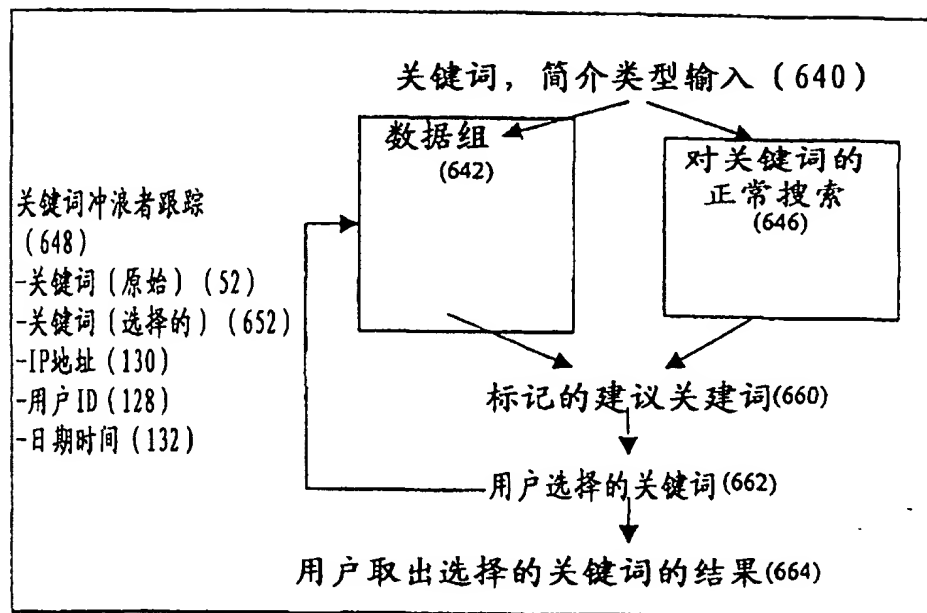 关键词，简介类型输入（640）
数据组
(642)
对关键词的
正常搜索
(646)
关键词冲浪者跟踪
（648）
-关键词（原始）（52）
-关键词（选择的）（652）
-IP地址（130）
-用户ID（128）
-日期时间（132）
标记的建议关建词(660)
用户选择的关键词(662)
用户取出选择的关键词的结果(664)